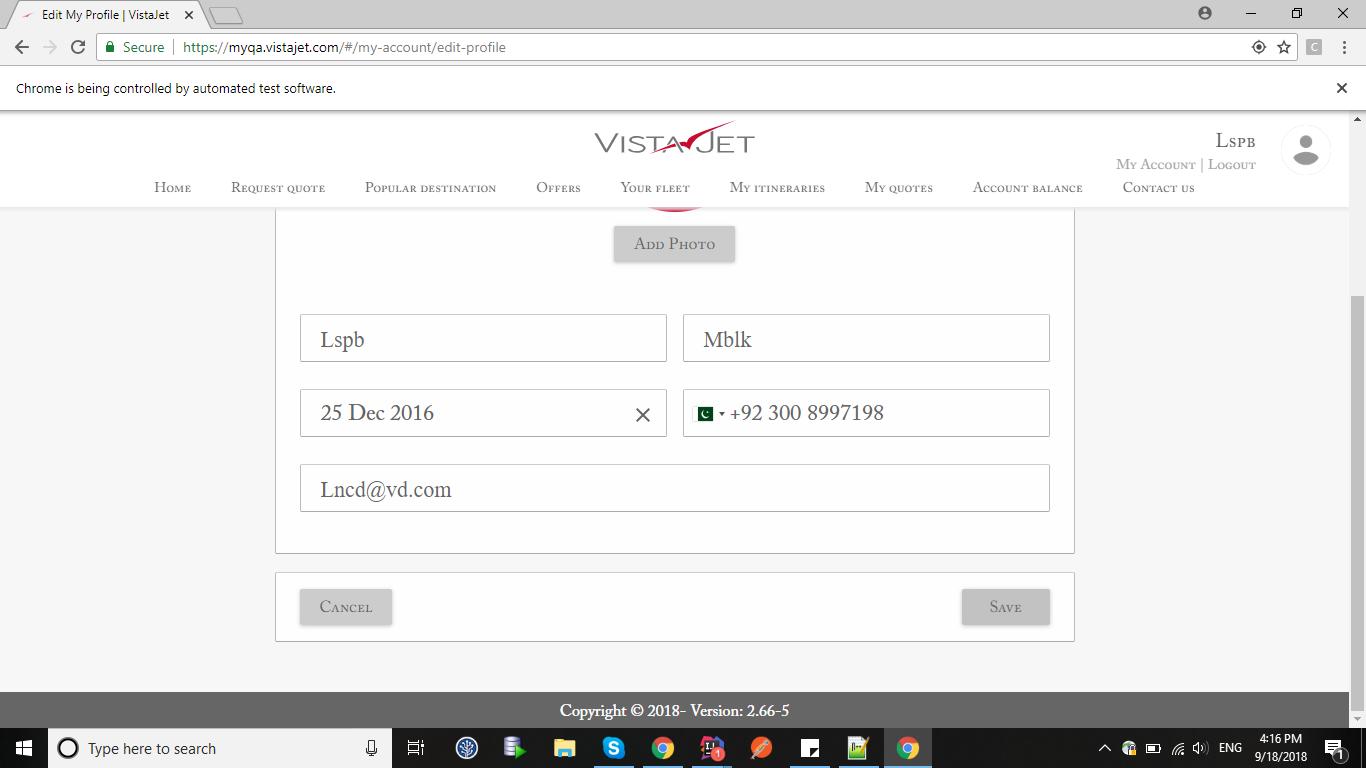 Edit My Profile | VistaJet
Secure https://myqa.vistajet.com/#/my-account/edit-profile
C
Chrome is being controlled by automated test software.
VISTAJET
Lspb
My Account | Logout
Home Request quote Popular destination Offers Your fleet My itineraries My quotes Account balance Contact us
Add Photo
Lspb Mblk
25 Dec 2016 +92 300 8997198
Lncd@vd.com
Cancel Save
Copyright © 2018- Version: 2.66-5
Type here to search
ENG 4:16 PM
9/18/2018
1
1